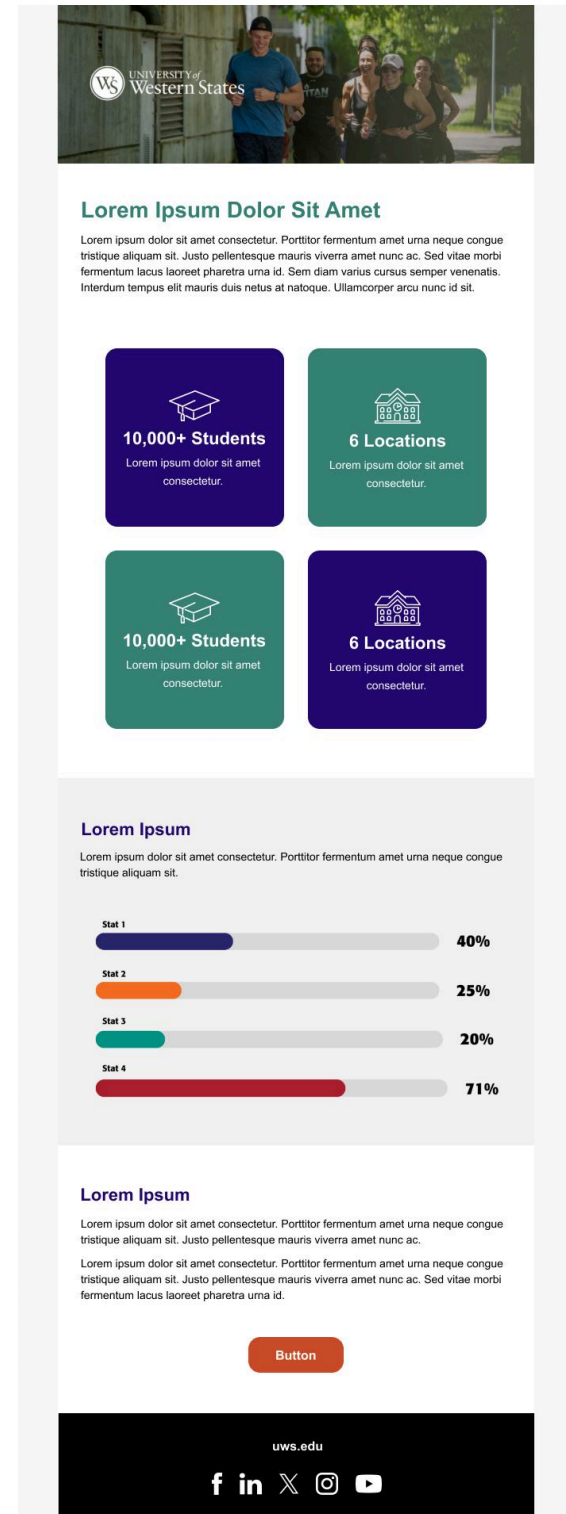 WS UNIVERSITY of
Western States
TITAN
Lorem Ipsum Dolor Sit Amet
Lorem ipsum dolor sit amet consectetur. Porttitor fermentum amet urna neque congue
tristique aliquam sit. Justo pellentesque mauris viverra amet nunc ac. Sed vitae morbi
fermentum lacus laoreet pharetra urna id. Sem diam varius cursus semper venenatis.
Interdum tempus elit mauris duis netus at natoque. Ullamcorper arcu nunc id sit.
10,000+ Students
Lorem ipsum dolor sit amet
consectetur.
6 Locations
Lorem ipsum dolor sit amet
consectetur.
10,000+ Students
Lorem ipsum dolor sit amet
consectetur.
6 Locations
Lorem ipsum dolor sit amet
consectetur.
Lorem Ipsum
Lorem ipsum dolor sit amet consectetur. Porttitor fermentum amet urna neque congue
tristique aliquam sit.
Stat 1
40%
Stat 2
25%
Stat 3
20%
Stat 4
71%
Lorem Ipsum
Lorem ipsum dolor sit amet consectetur. Porttitor fermentum amet urna neque congue
tristique aliquam sit. Justo pellentesque mauris viverra amet nunc ac.
Lorem ipsum dolor sit amet consectetur. Porttitor fermentum amet urna neque congue
tristique aliquam sit. Justo pellentesque mauris viverra amet nunc ac. Sed vitae morbi
fermentum lacus laoreet pharetra urna id.
Button
uws.edu
f in X